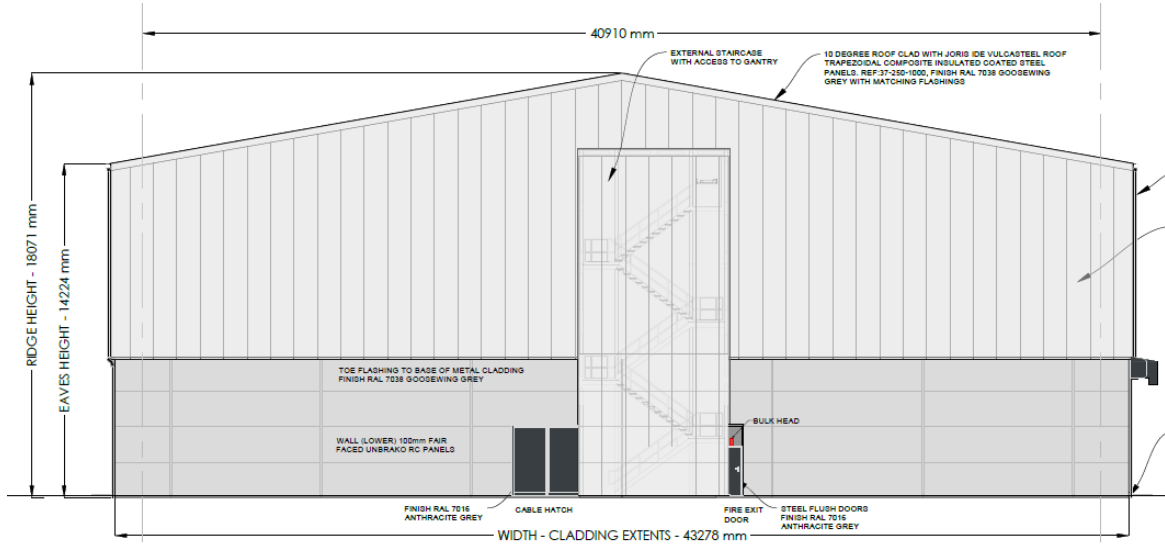 40910 mm
EXTERNAL STAIRCASE
WITH ACCESS TO GANTRY
10 DEGREE ROOF CLAD WITH JORIS IDE VULCASTEEL ROOF
TRAPEZOIDAL COMPOSITE INSULATED COATED STEEL
PANELS. REF:37-250-1000, FINISH RAL 7038 GOOSEWING
GREY WITH MATCHING FLASHINGS
RIDGE HEIGHT - 18071 mm
EAVES HEIGHT - 14224 mm
TOE FLASHING TO BASE OF METAL CLADDING
FINISH RAL 7038 GOOSEWING GREY
BULK HEAD
WALL (LOWER) 100mm FAIR
FACED UNBRAKO RC PANELS
FINISH RAL 7016
ANTHRACITE GREY
CABLE HATCH
FIRE EXIT
DOOR
STEEL FLUSH DOORS
FINISH RAL 7016
ANTHRACITE GREY
WIDTH - CLADDING EXTENTS - 43278 mm